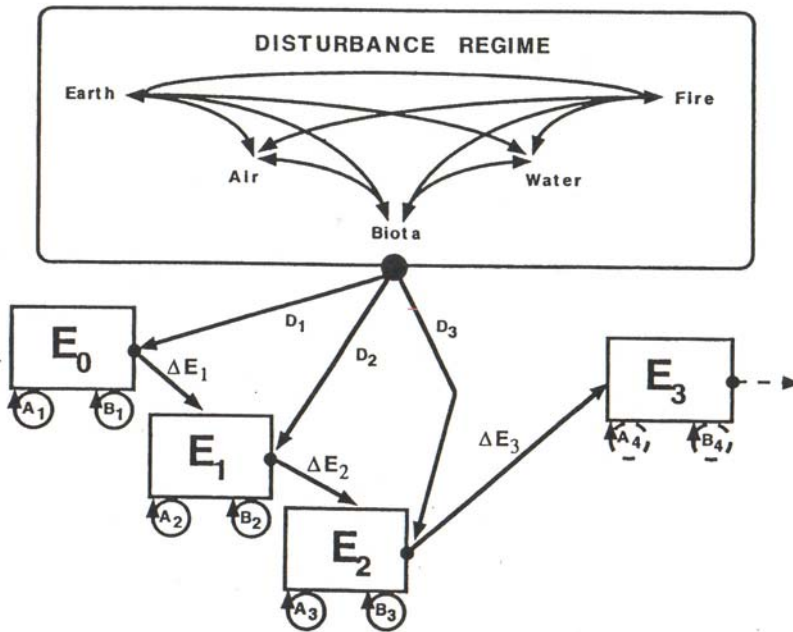 DISTURBANCE REGIME
Earth
Fire
Air
Water
Biota
D1
D2
D3
E0
ΔE1
A1
B1
E3
A4
B4
E1
ΔE2
ΔE3
A2
B2
E2
A3
B3